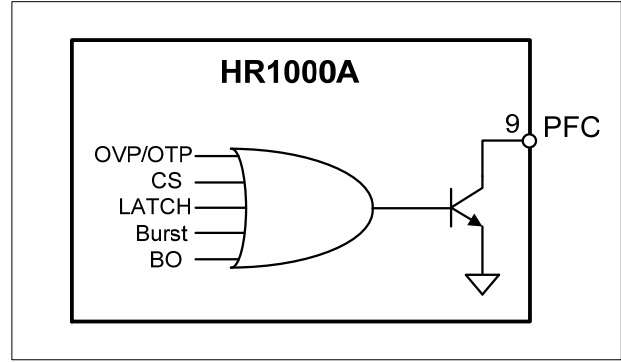 HR1000A
9 PFC
OVP/OTP
CS
LATCH
Burst
BO